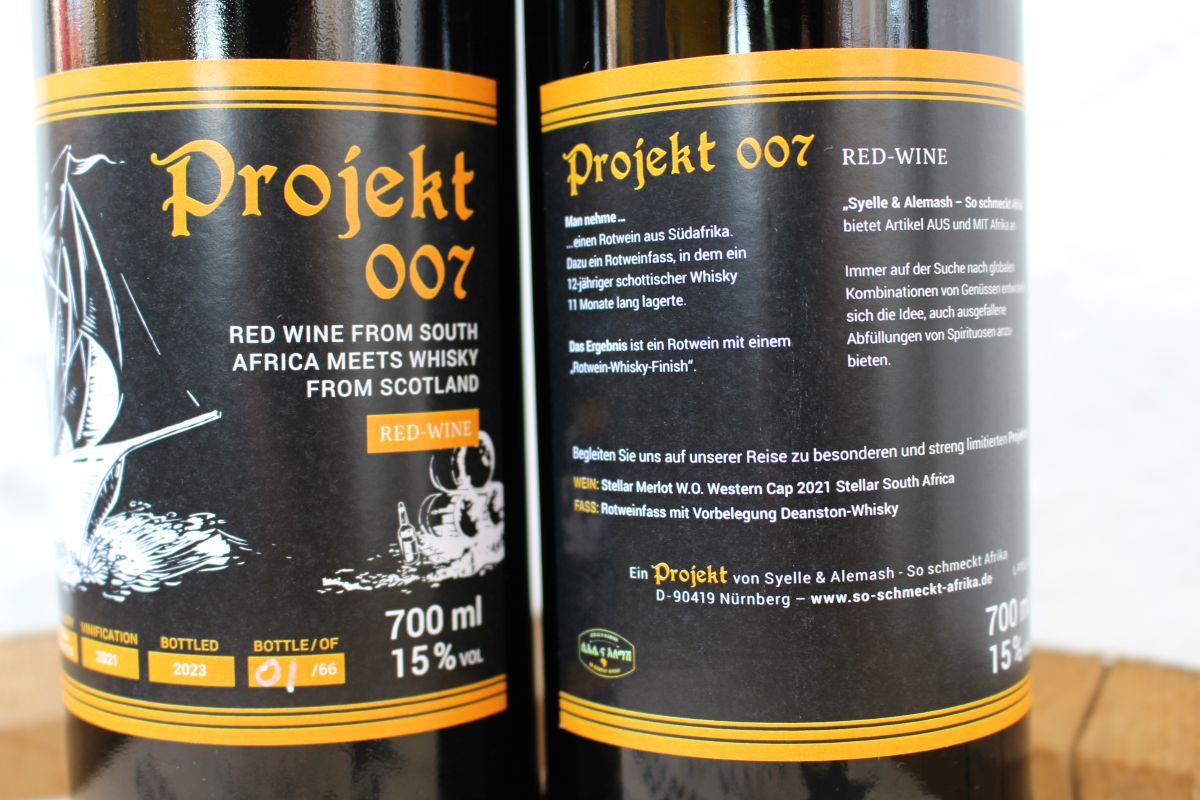 Projekt
007
RED WINE FROM SOUTH
AFRICA MEETS WHISKY
FROM SCOTLAND
RED-WINE
VINIFICATION
2021
BOTTLED
2023
BOTTLE/OF
01/66
700 ml
15% VOL
Projekt 007 RED-WINE
Man nehme ...
... einen Rotwein aus Südafrika.
Dazu ein Rotweinfass, in dem ein
12-jähriger schottischer Whisky
11 Monate lang lagerte.
Das Ergebnis ist ein Rotwein mit einem
„Rotwein-Whisky-Finish“.
„Syelle & Alemash – So schmeckt Afrika
bietet Artikel AUS und MIT Afrika an
Immer auf der Suche nach globalen
Kombinationen von Genüssen
sich die Idee, auch ausgefallene
Abfüllungen von Spirituosen anzu-
bieten.
Begleiten Sie uns auf unserer Reise zu besonderen und streng limitierten
WEIN: Stellar Merlot W.O. Western Cap 2021 Stellar South Africa
FASS: Rotweinfass mit Vorbelegung Deanston-Whisky
Ein Projekt von Syelle & Alemash - So schmeckt Afrika
D-90419 Nürnberg – www.so-schmeckt-afrika.de
700 ml
15%